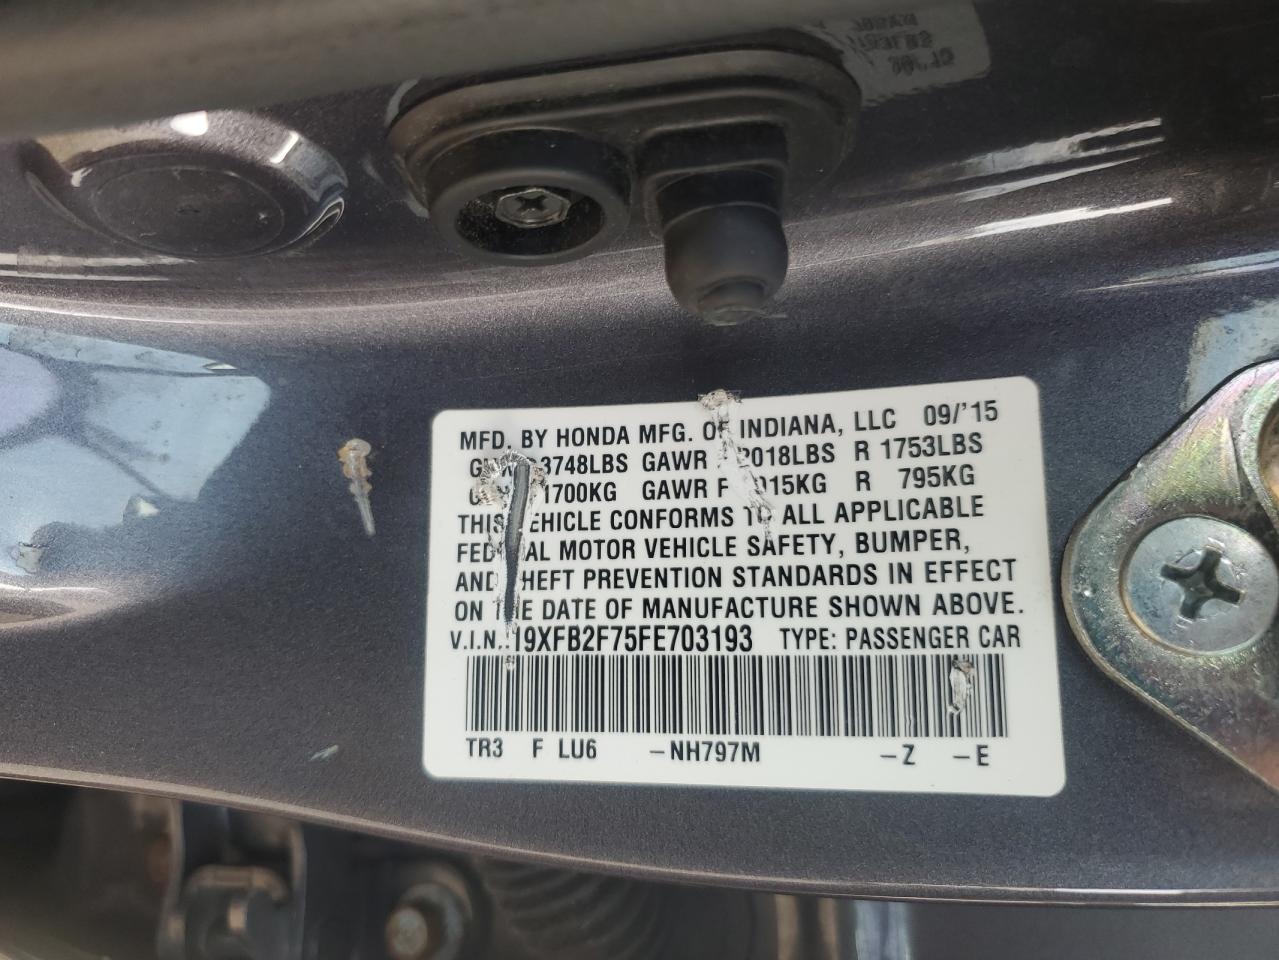 MFD. BY HONDA MFG. OF INDIANA, LLC 09/'15
3748LBS GAWR 2018LBS R 1753LBS
1700KG GAWR F 915KG R 795KG
THIS VEHICLE CONFORMS TO ALL APPLICABLE
FEDERAL MOTOR VEHICLE SAFETY, BUMPER,
AND THEFT PREVENTION STANDARDS IN EFFECT
ON THE DATE OF MANUFACTURE SHOWN ABOVE.
V.I.N.: 19XFB2F75FE703193 TYPE: PASSENGER CAR
TR3 F LU6 -NH797M -Z -E